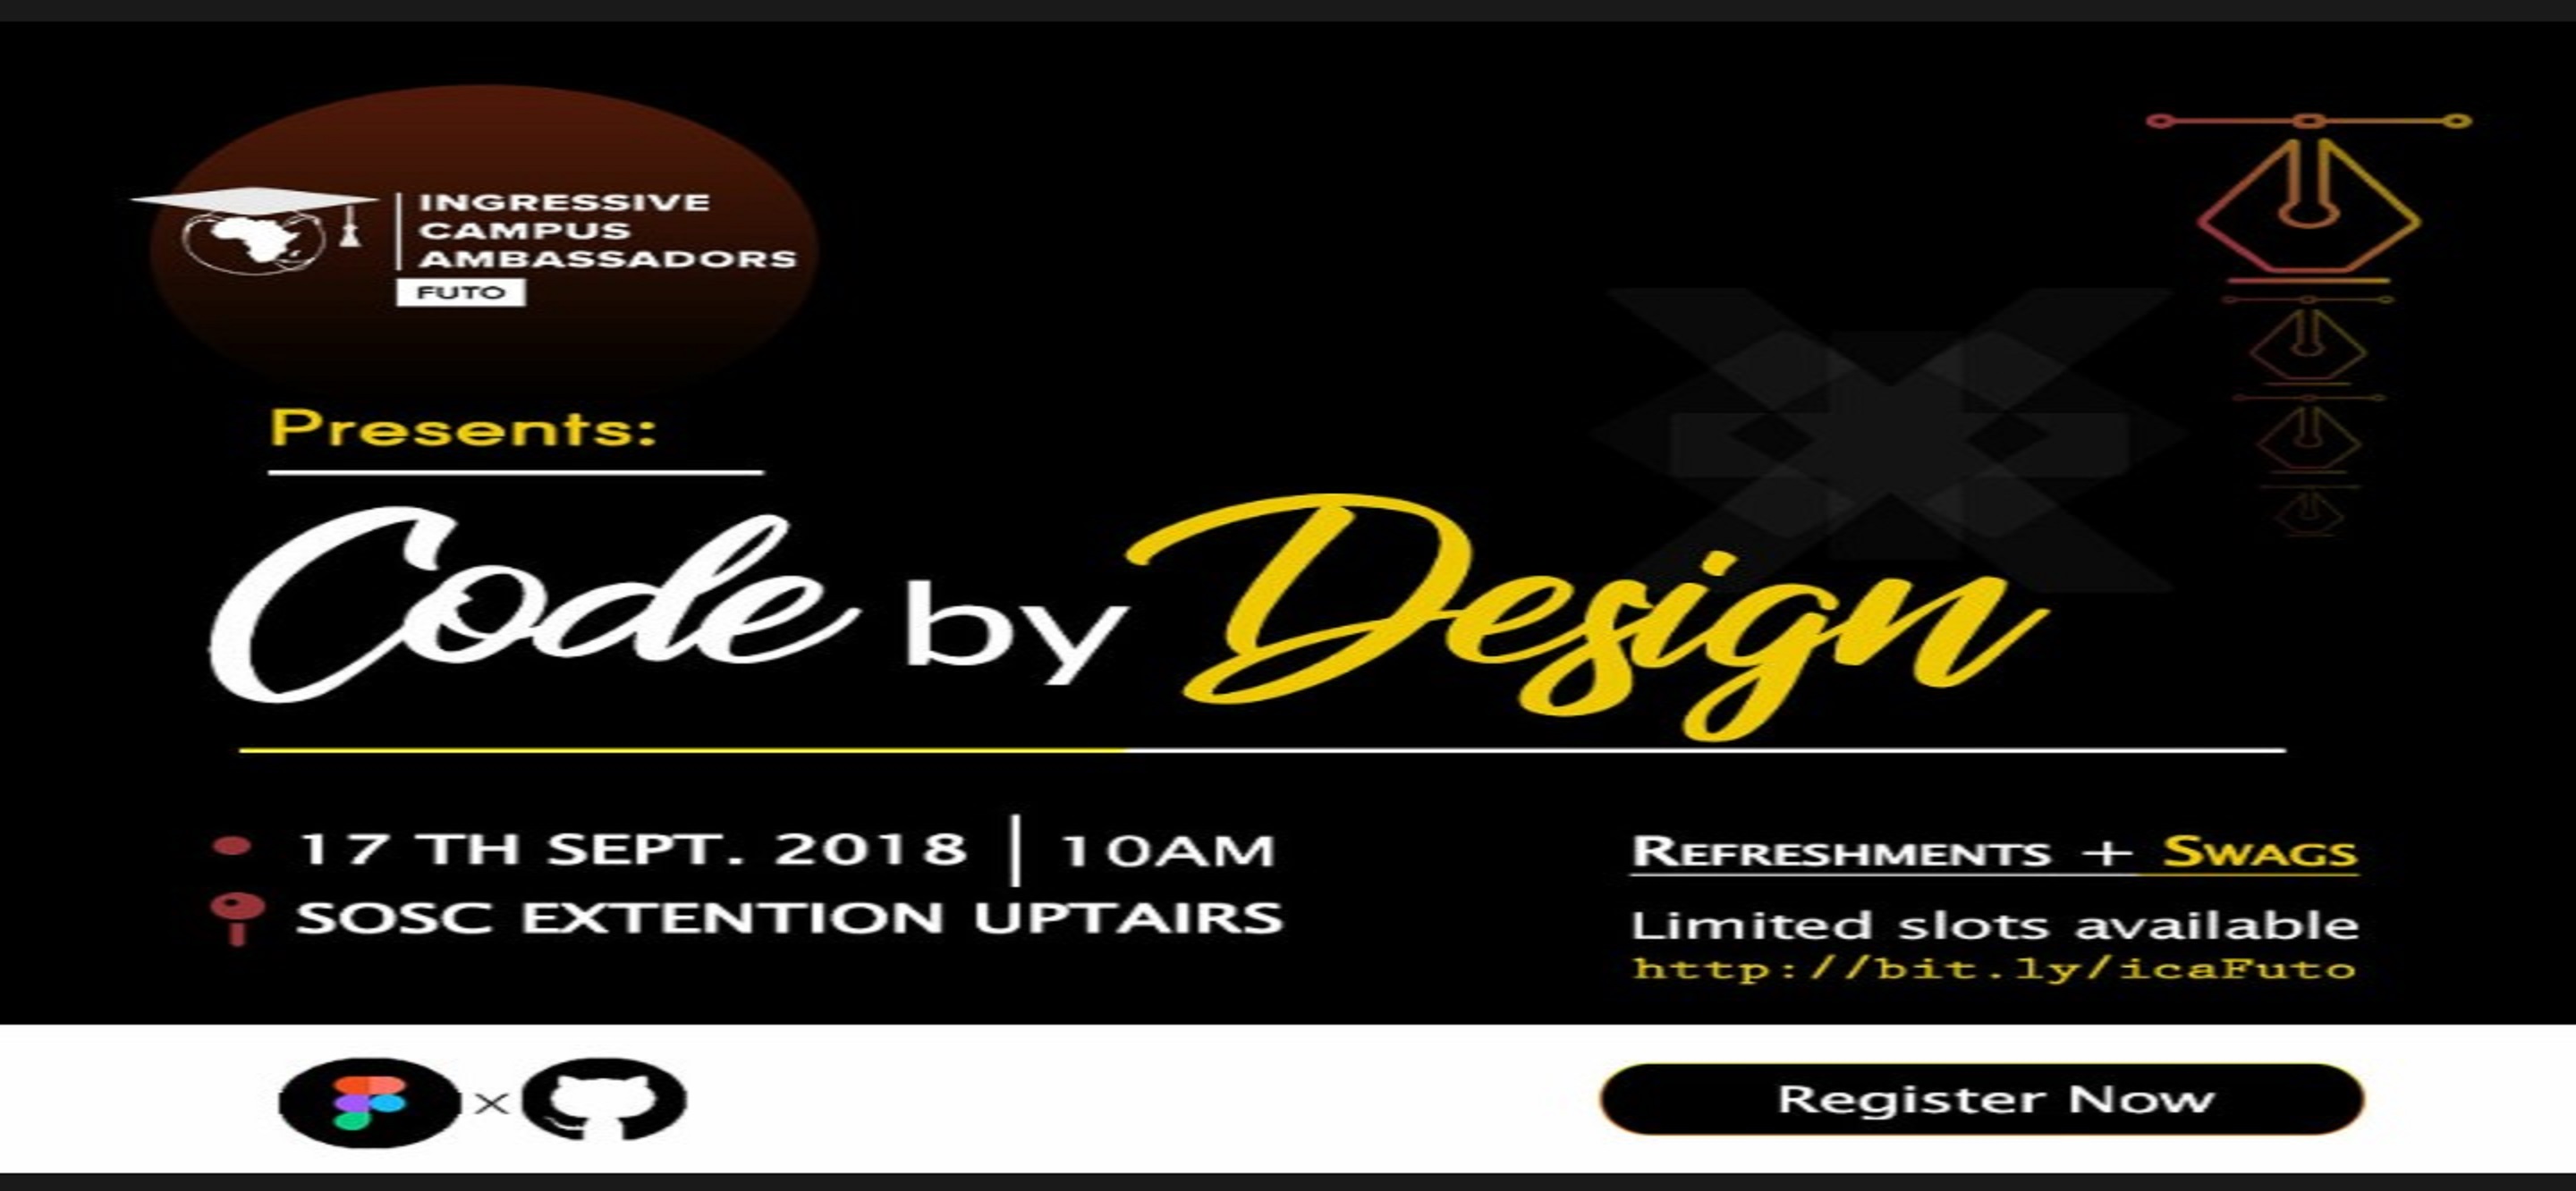 INGRESSIVE
CAMPUS
AMBASSADORS
FUTO
Presents:
Code by Design
17 TH SEPT. 2018 | 10AM
SOSC EXTENTION UPTAIRS
REFRESHMENTS + SWAGS
Limited slots available
http://bit.ly/icaFuto
x
Register Now